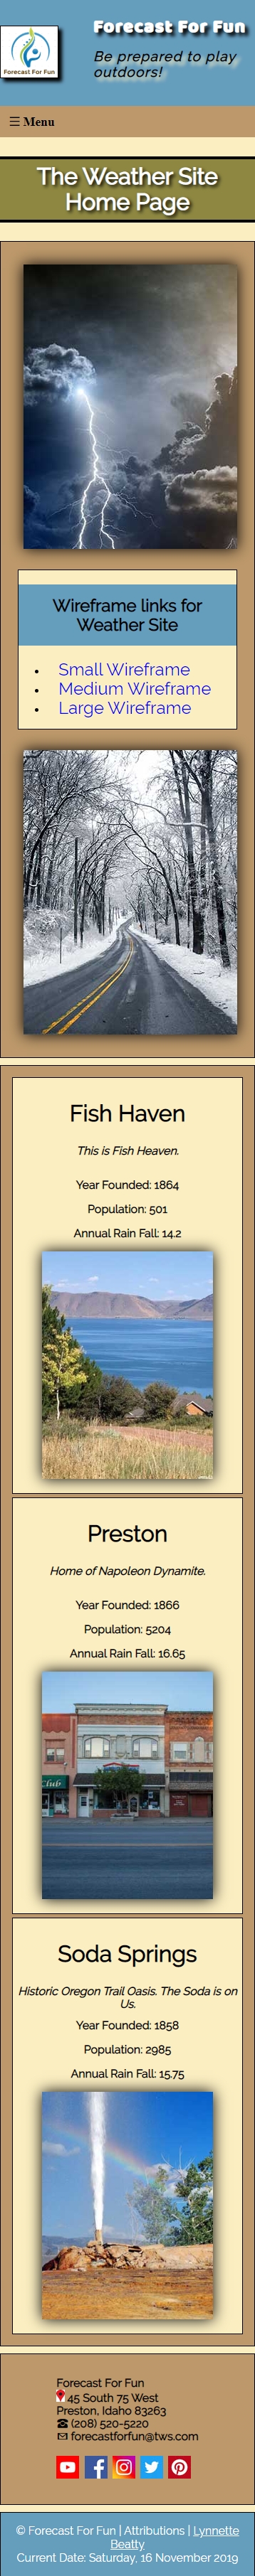 Forecast For Fun
Forecast For Fun
Be prepared to play
outdoors!
☰ Menu
The Weather Site
Home Page
Wireframe links for
Weather Site
• Small Wireframe
• Medium Wireframe
• Large Wireframe
Fish Haven
This is Fish Heaven.
Year Founded: 1864
Population: 501
Annual Rain Fall: 14.2
Preston
Home of Napoleon Dynamite.
Year Founded: 1866
Population: 5204
Annual Rain Fall: 16.65
Club
Soda Springs
Historic Oregon Trail Oasis. The Soda is on
Us.
Year Founded: 1858
Population: 2985
Annual Rain Fall: 15.75
Forecast For Fun
45 South 75 West
Preston, Idaho 83263
(208) 520-5220
forecastforfun@tws.com
© Forecast For Fun | Attributions | Lynnette
Beatty
Current Date: Saturday, 16 November 2019